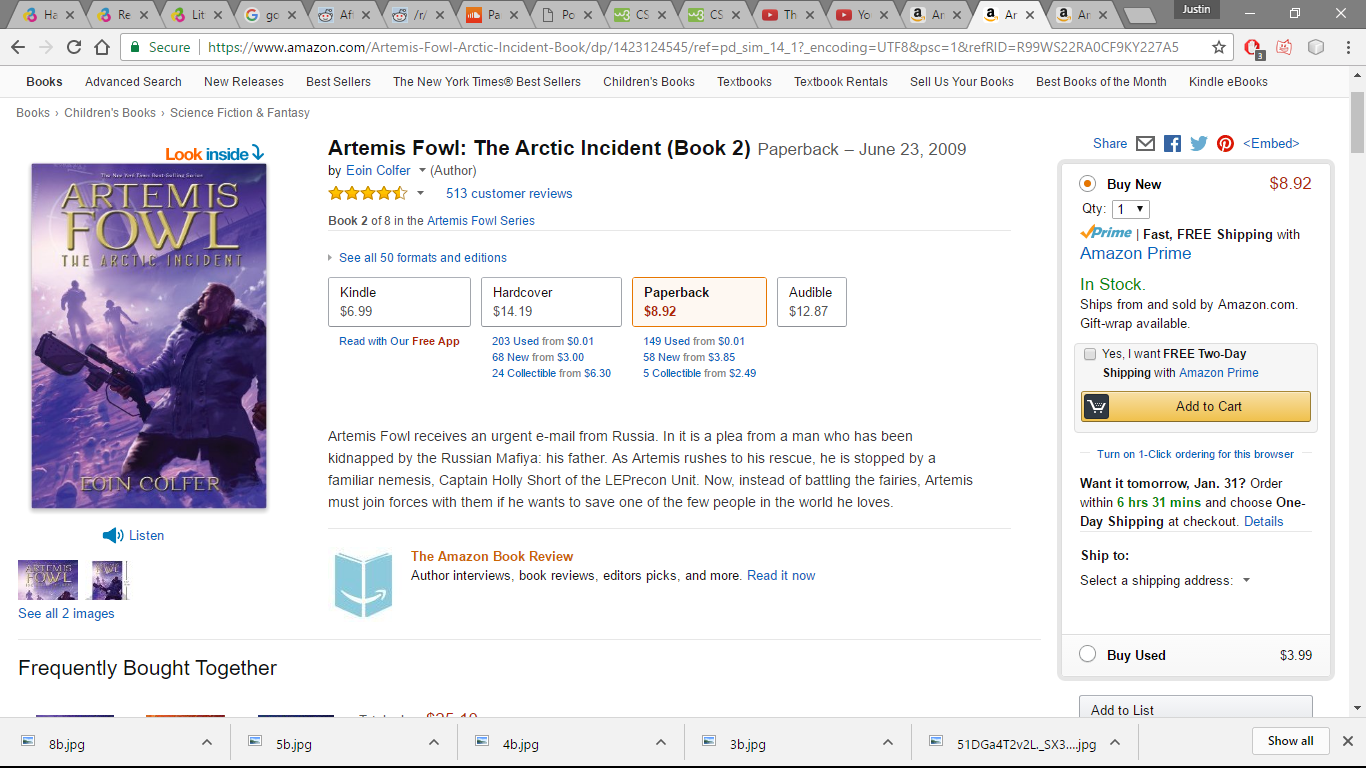 Ha
Re
Lit
gc
Aft
/r/
Pa
Po
CS
CS
Th
Yo
Ar
Ar
Ar
Justin
Secure
https://www.amazon.com/Artemis-Fowl-Arctic-Incident-Book/dp/1423124545/ref=pd_sim_14_1?_encoding=UTF8&psc=1&refRID=R99WS22RA0CF9KY227A5
3
Books Advanced Search New Releases Best Sellers The New York Times® Best Sellers Children's Books Textbooks Textbook Rentals Sell Us Your Books Best Books of the Month Kindle eBooks
Books › Children's Books › Science Fiction & Fantasy
Look inside
The New York Times Best-Selling Series
ARTEMIS
FOWL
THE ARCTIC INCIDENT
EOIN COLFER
Listen
ARTEMIS
FOWL
See all 2 images
Artemis Fowl: The Arctic Incident (Book 2) Paperback – June 23, 2009
by Eoin Colfer (Author)
513 customer reviews
Book 2 of 8 in the Artemis Fowl Series
See all 50 formats and editions
Kindle
$6.99
Read with Our Free App
Hardcover
$14.19
203 Used from $0.01
68 New from $3.00
24 Collectible from $6.30
Paperback
$8.92
149 Used from $0.01
58 New from $3.85
5 Collectible from $2.49
Audible
$12.87
Artemis Fowl receives an urgent e-mail from Russia. In it is a plea from a man who has been
kidnapped by the Russian Mafiya: his father. As Artemis rushes to his rescue, he is stopped by a
familiar nemesis, Captain Holly Short of the LEPrecon Unit. Now, instead of battling the fairies, Artemis
must join forces with them if he wants to save one of the few people in the world he loves.
The Amazon Book Review
Author interviews, book reviews, editors picks, and more. Read it now
Share <Embed>
Buy New $8.92
Qty: 1
Prime | Fast, FREE Shipping with
Amazon Prime
In Stock.
Ships from and sold by Amazon.com.
Gift-wrap available.
Yes, I want FREE Two-Day
Shipping with Amazon Prime
Add to Cart
Turn on 1-Click ordering for this browser
Want it tomorrow, Jan. 31? Order
within 6 hrs 31 mins and choose One-
Day Shipping at checkout. Details
Ship to:
Select a shipping address:
Buy Used $3.99
Add to List
Frequently Bought Together
8b.jpg
5b.jpg
4b.jpg
3b.jpg
51DGa4T2v2L._SX3....jpg
Show all